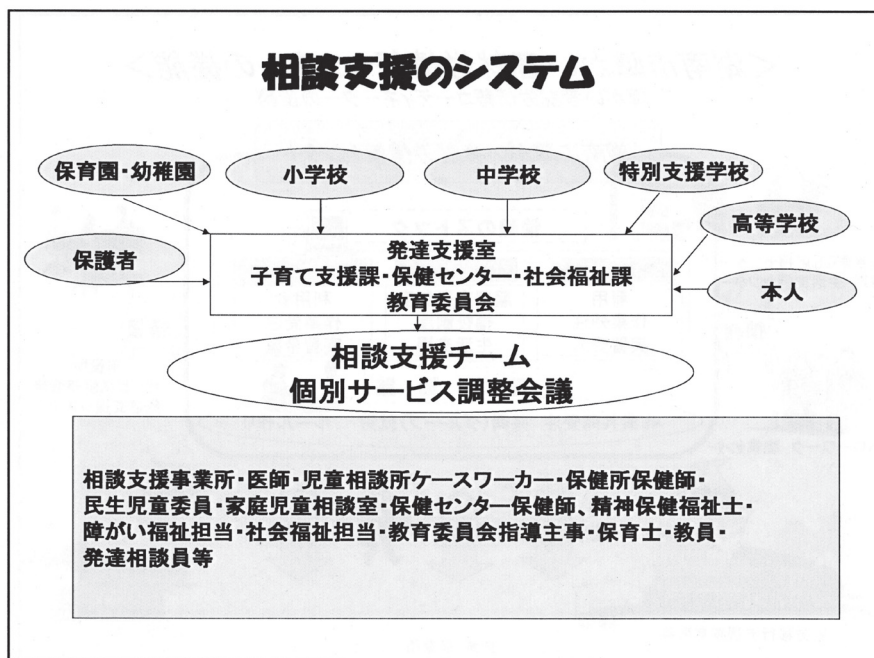 相談支援のシステム
保育園・幼稚園
小学校
中学校
特別支援学校
高等学校
保護者
本人
発達支援室
子育て支援課・保健センター・社会福祉課
教育委員会
相談支援チーム
個別サービス調整会議
相談支援事業所・医師・児童相談所ケースワーカー・保健所保健師・
民生児童委員・家庭児童相談室・保健センター保健師、精神保健福祉士・
障がい福祉担当・社会福祉担当・教育委員会指導主事・保育士・教員・
発達相談員等